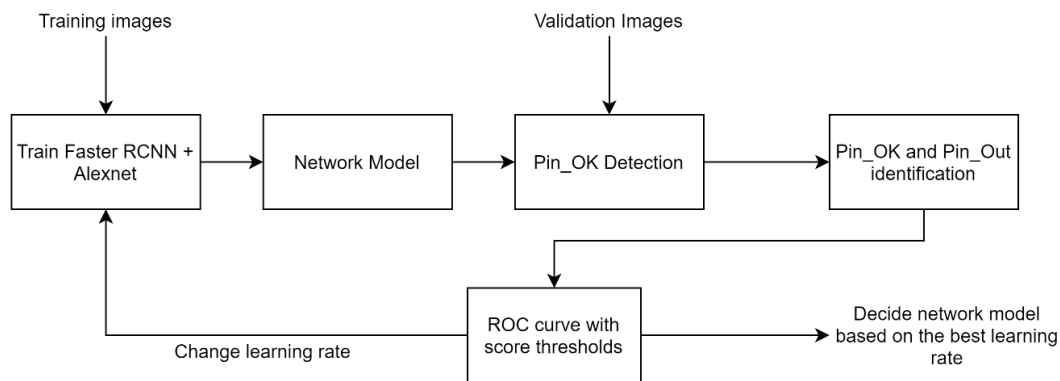 Training images
Validation Images
Train Faster RCNN +
Alexnet
Network Model
Pin_OK Detection
Pin_OK and Pin_Out
identification
ROC curve with
score thresholds
Change learning rate
Decide network model
based on the best learning
rate